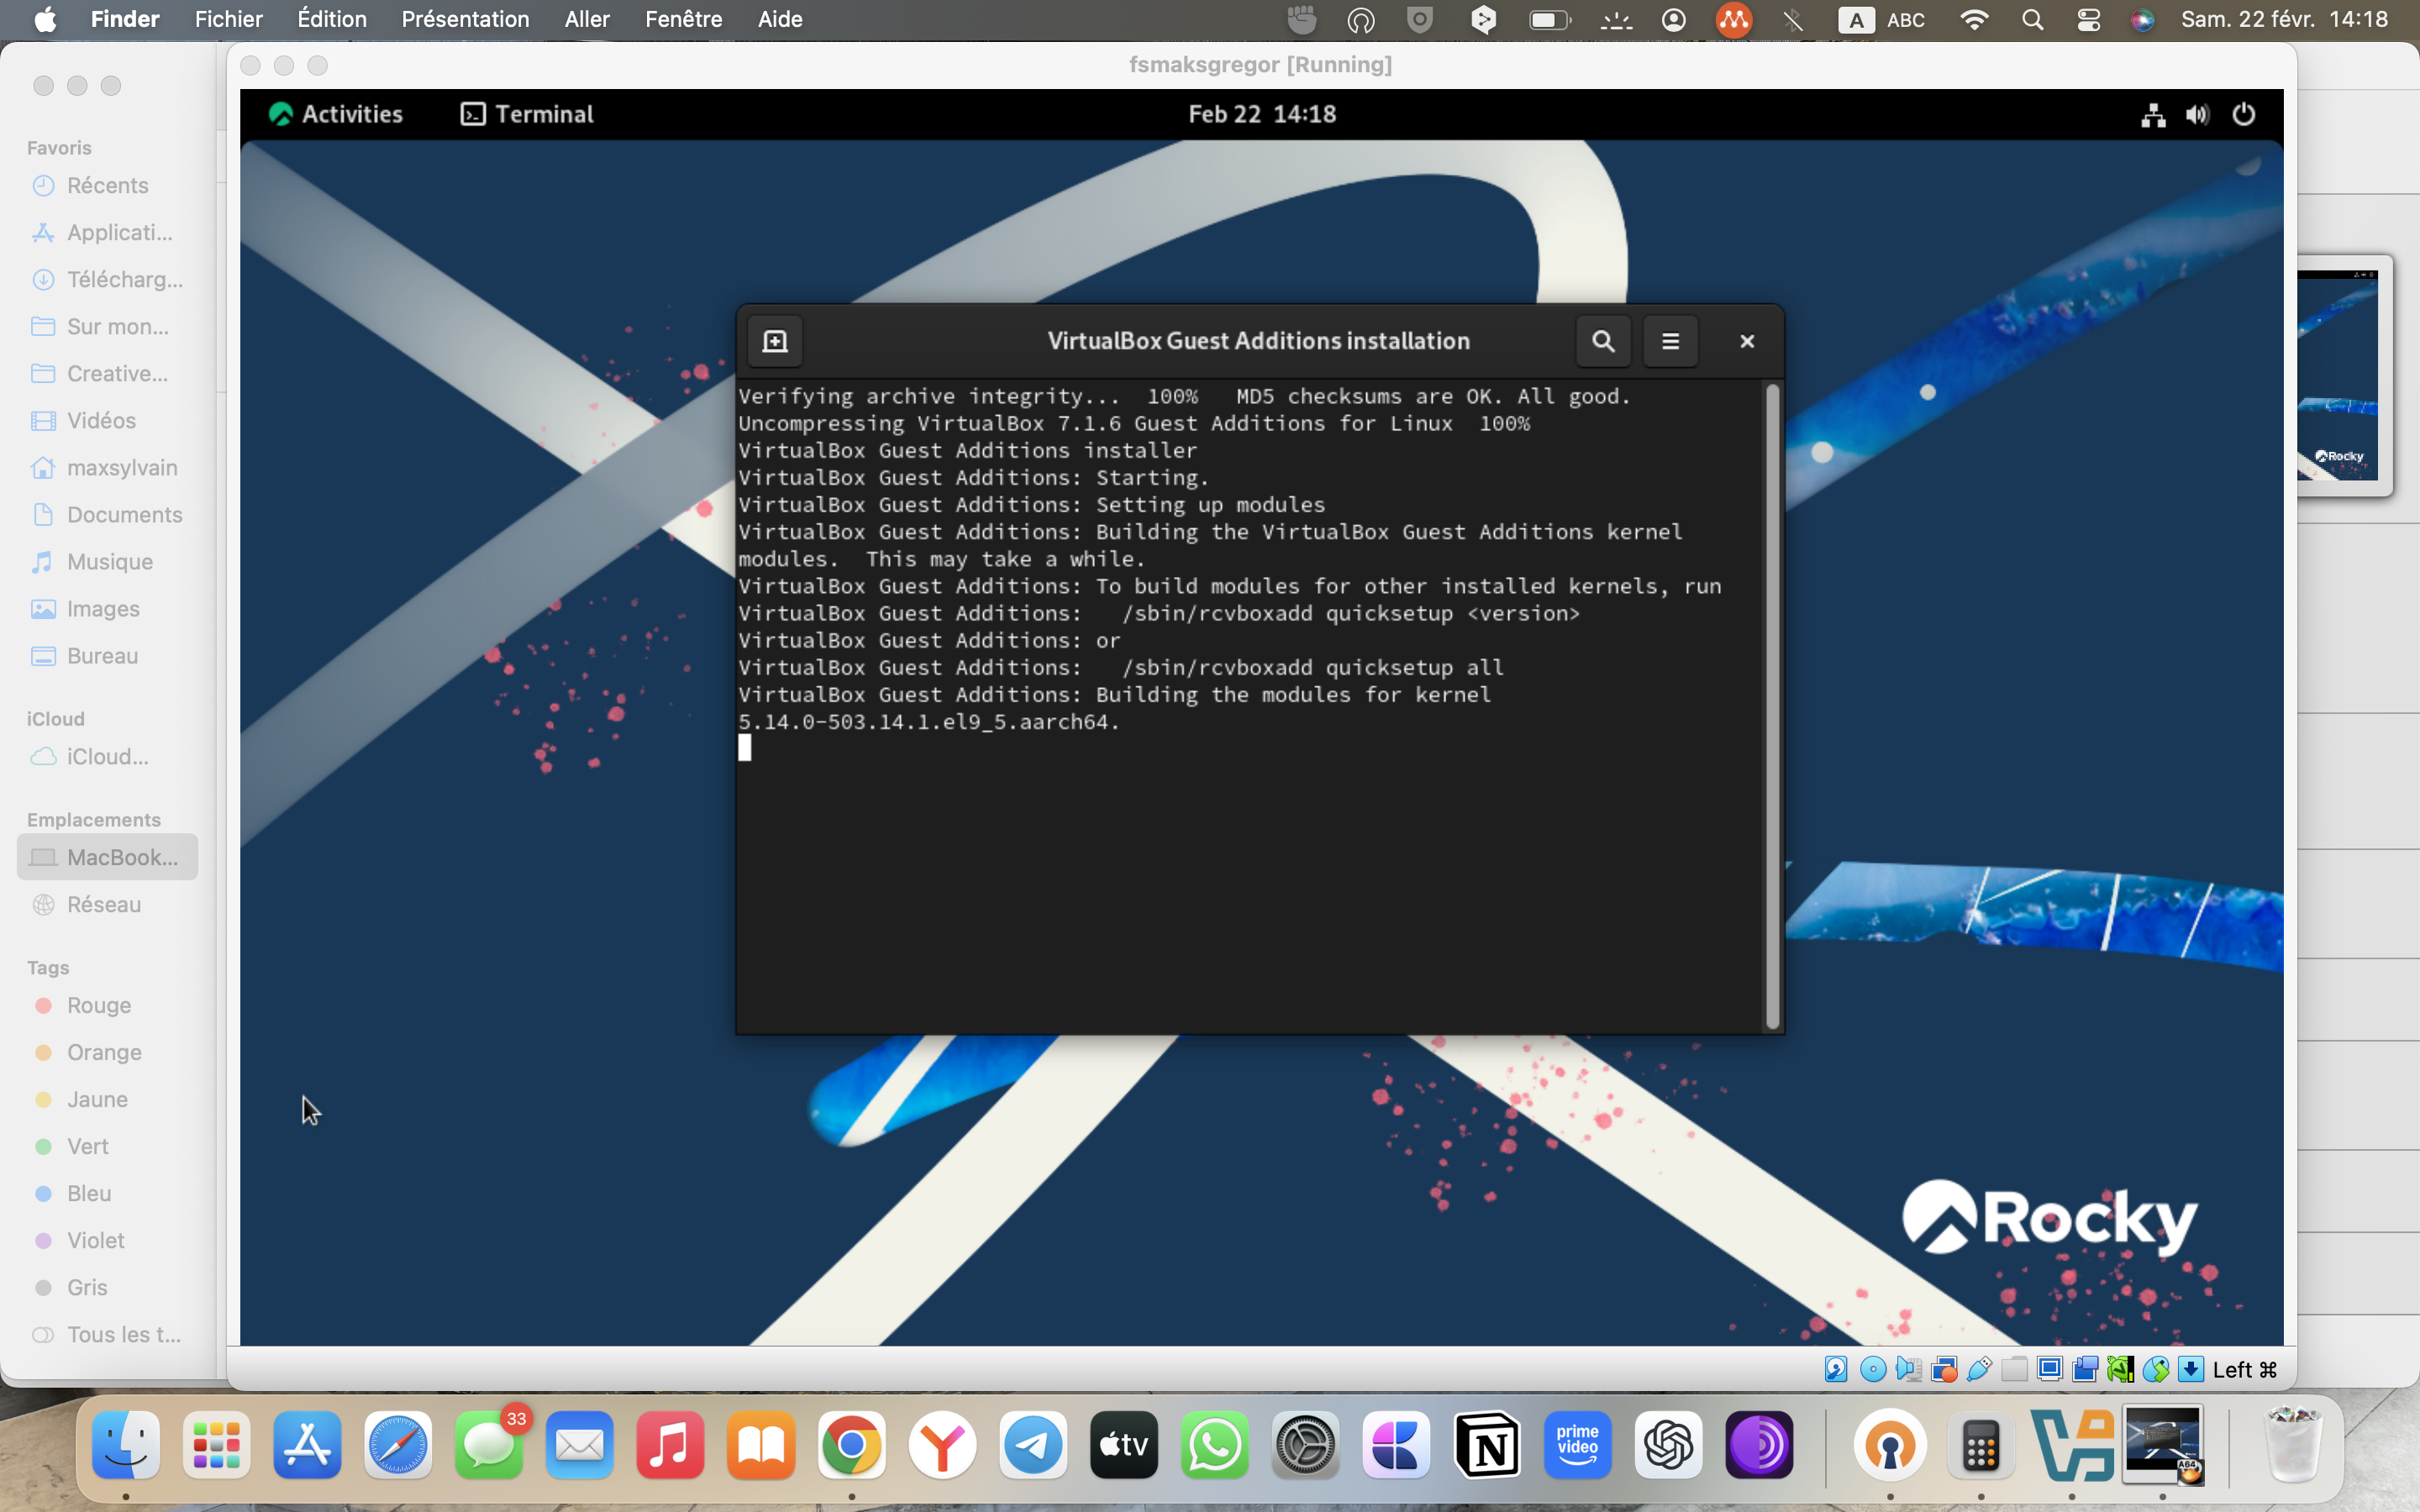 Finder Fichier Édition Présentation Aller Fenêtre Aide A ABC Sam. 22 févr. 14:18
fsmaksgregor [Running]
Activities Terminal Feb 22 14:18
Favoris
Récents
Applicati...
Télécharg...
Sur mon...
Creative...
Vidéos
maxsylvain
Documents
Musique
Images
Bureau
iCloud
iCloud...
Emplacements
MacBook...
Réseau
Tags
Rouge
Orange
Jaune
Vert
Bleu
Violet
Gris
Tous les t...
VirtualBox Guest Additions installation
Verifying archive integrity... 100% MD5 checksums are OK. All good.
Uncompressing VirtualBox 7.1.6 Guest Additions for Linux 100%
VirtualBox Guest Additions installer
VirtualBox Guest Additions: Starting.
VirtualBox Guest Additions: Setting up modules
VirtualBox Guest Additions: Building the VirtualBox Guest Additions kernel
modules. This may take a while.
VirtualBox Guest Additions: To build modules for other installed kernels, run
VirtualBox Guest Additions: /sbin/rcvboxadd quicksetup <version>
VirtualBox Guest Additions: or
VirtualBox Guest Additions: /sbin/rcvboxadd quicksetup all
VirtualBox Guest Additions: Building the modules for kernel
5.14.0-503.14.1.el9_5.aarch64.
Rocky
Rocky
Left ⌘
33
tv
N
prime
video
A64